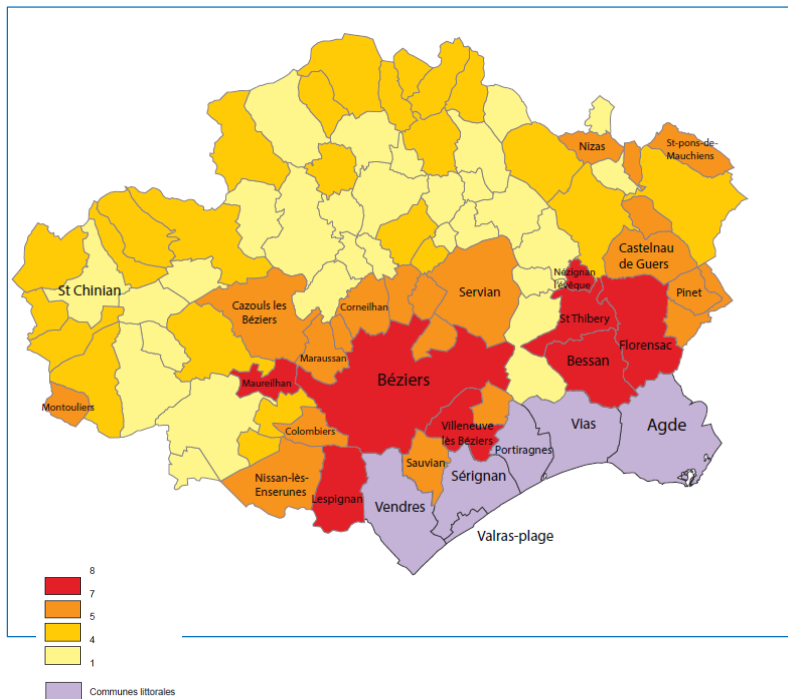 Nizas
St-pons-de-
Mauchiens
Castelnau
de Guers
Nézignan
l'évêque
St Chinian
Servian
Pinet
Cazouls les
Béziers
Corneilhan
St Thibery
Florensac
Maraussan
Bessan
Béziers
Maureilhan
Montouliers
Colombiers
Villeneuve
lès Béziers
Vias
Agde
Portiragnes
Sauvian
Nissan-lès-
Enserunes
Sérignan
Lespignan
Vendres
Valras-plage
8
7
5
4
1
Communes littorales